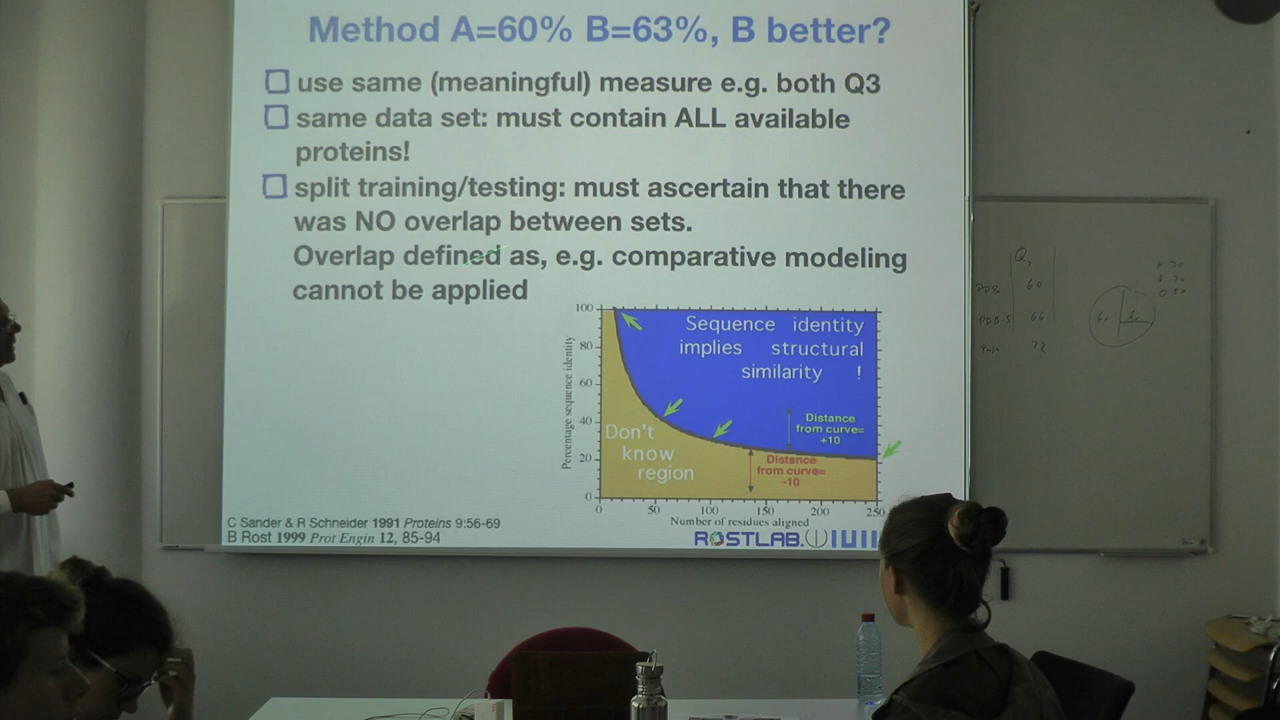 Method A=60% B=63%, B better?
use same (meaningful) measure e.g. both Q3
same data set: must contain ALL available
proteins!
split training/testing: must ascertain that there
was NO overlap between sets.
Overlap defined as, e.g. comparative modeling
cannot be applied
100
80
60
40
20
0
Percentage sequence identity
Sequence identity
implies structural
similarity !
Distance
from curve=
+10
Don't
know
region
Distance
from curve=
-10
0 50 100 150 200 250
Number of residues aligned
C Sander & R Schneider 1991 Proteins 9:56-69
B Rost 1999 Prot Engin 12, 85-94
ROSTLAB.
60
66
72